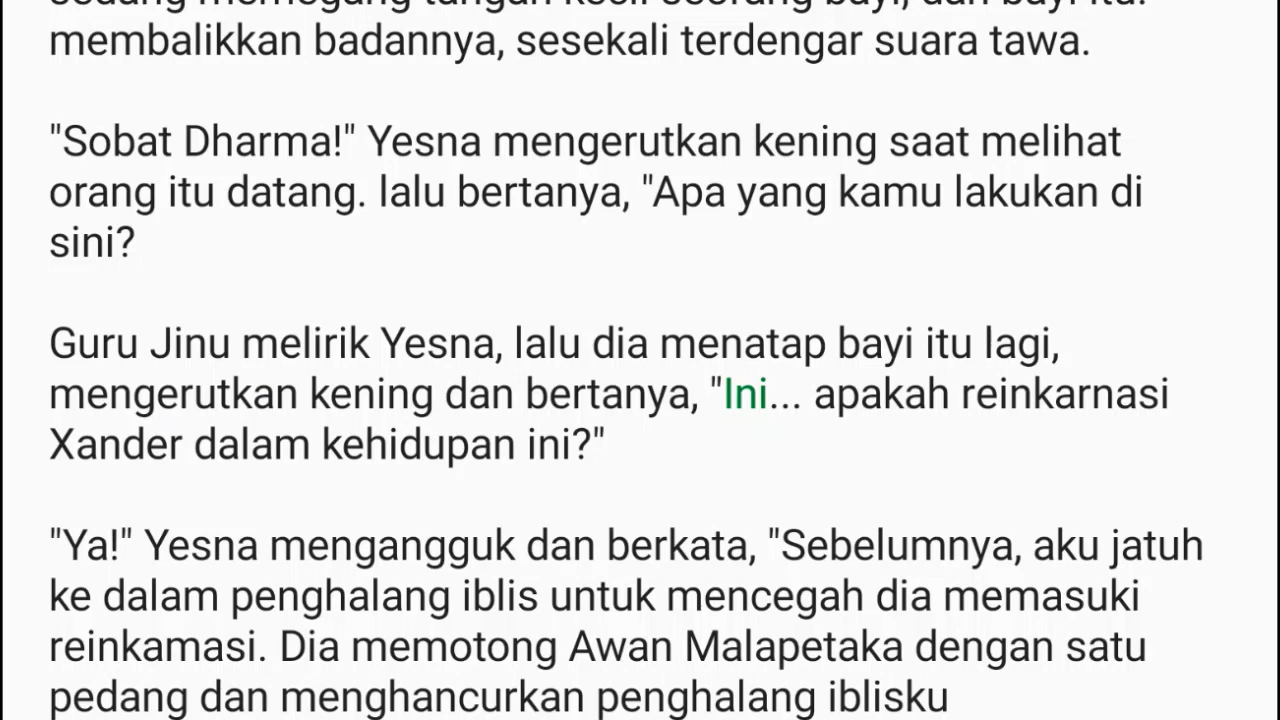 membalikkan badannya, sesekali terdengar suara tawa.
"Sobat Dharma!" Yesna mengerutkan kening saat melihat
orang itu datang. lalu bertanya, "Apa yang kamu lakukan di
sini?
Guru Jinu melirik Yesna, lalu dia menatap bayi itu lagi,
mengerutkan kening dan bertanya, "Ini... apakah reinkarnasi
Xander dalam kehidupan ini?"
"Ya!" Yesna mengangguk dan berkata, "Sebelumnya, aku jatuh
ke dalam penghalang iblis untuk mencegah dia memasuki
reinkamasi. Dia memotong Awan Malapetaka dengan satu
pedang dan menghancurkan penghalang iblisku